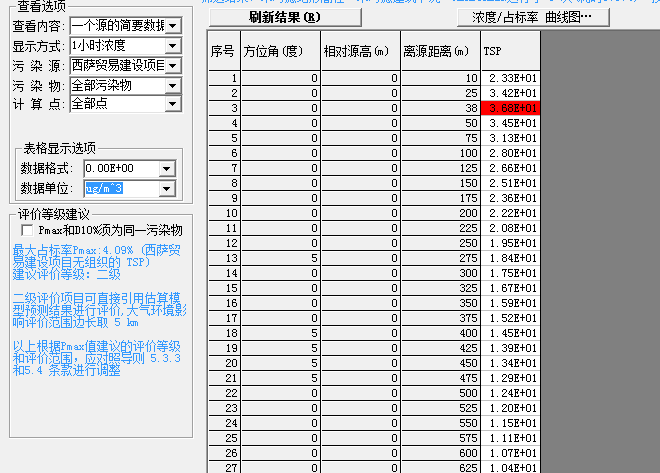 查看选项
查看内容: 一个源的简要数据
显示方式: 1小时浓度
污 染 源: 西萨贸易建设项目
污 染 物: 全部污染物
计 算 点: 全部点
表格显示选项
数据格式: 0.00E+00
数据单位: ug/m^3
评价等级建议
Pmax和D10%须为同一污染物
最大占标率Pmax:4.09% (西萨贸
易建设项目无组织的 TSP)
建议评价等级: 二级
二级评价项目可直接引用估算模
型预测结果进行评价,大气环境影
响评价范围边长取 5 km
以上根据Pmax值建议的评价等级
和评价范围,应对照导则 5.3.3
和5.4 条款进行调整
刷新结果(R)
浓度/占标率 曲线图…
序号 方位角(度) 相对源高(m) 离源距离(m) TSP
1 0 0 10 2.33E+01
2 0 0 25 3.42E+01
3 0 0 38 3.68E+01
4 0 0 50 3.45E+01
5 0 0 75 3.13E+01
6 0 0 100 2.80E+01
7 0 0 125 2.66E+01
8 0 0 150 2.51E+01
9 0 0 175 2.36E+01
10 0 0 200 2.22E+01
11 0 0 225 2.08E+01
12 0 0 250 1.95E+01
13 5 0 275 1.84E+01
14 0 0 300 1.75E+01
15 0 0 325 1.67E+01
16 0 0 350 1.59E+01
17 0 0 375 1.52E+01
18 5 0 400 1.45E+01
19 5 0 425 1.39E+01
20 5 0 450 1.34E+01
21 5 0 475 1.29E+01
22 0 0 500 1.24E+01
23 0 0 525 1.20E+01
24 0 0 550 1.15E+01
25 0 0 575 1.11E+01
26 0 0 600 1.07E+01
27 0 0 625 1.04E+01